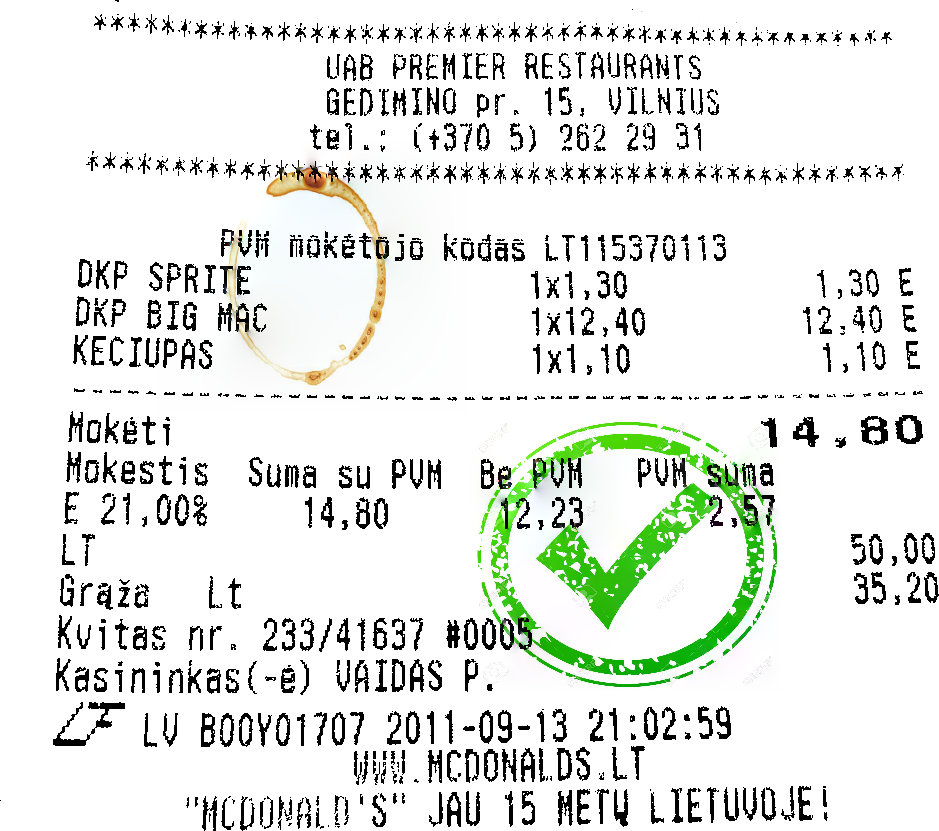 ****************************************************
UAB PREMIER RESTAURANTS
GEDIMINO pr. 15, VILNIUS
tel.: (+370 5) 262 29 31
****************************************************
PVM mokėtojo kodas LT115370113
DKP SPRITE 1x1,30 1,30 E
DKP BIG MAC 1x12,40 12,40 E
KECIUPAS 1x1,10 1,10 E
Mokėti 14,80
Mokestis Suma su PVM Be PVM PVM suma
E 21,00% 14,80 12,23 2,57
LT 50,00
Grąža Lt 35,20
Kvitas nr. 233/41637 #0005
Kasininkas(-ė) VAIDAS P.
LF LV B00Y01707 2011-09-13 21:02:59
WWW.MCDONALDS.LT
"MCDONALD'S" JAU 15 METŲ LIETUVOJE!